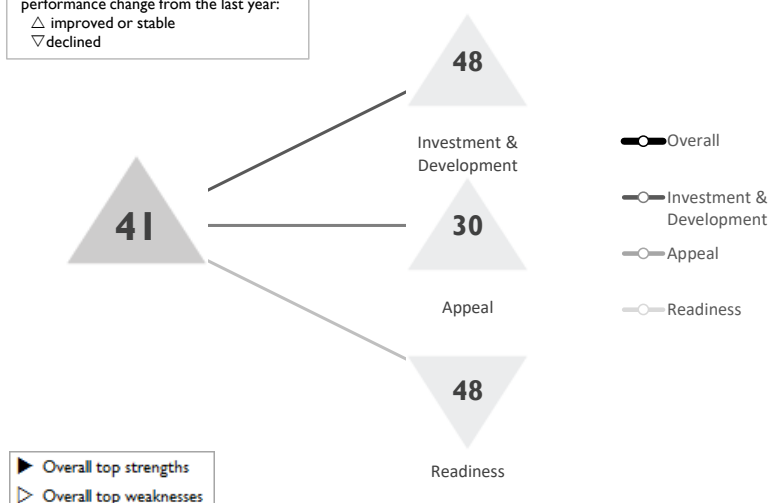 performance change from the last year:
△ improved or stable
▽ declined
48
Investment &
Development
41
30
Appeal
48
Readiness
Overall
Investment &
Development
Appeal
Readiness
▶ Overall top strengths
▷ Overall top weaknesses